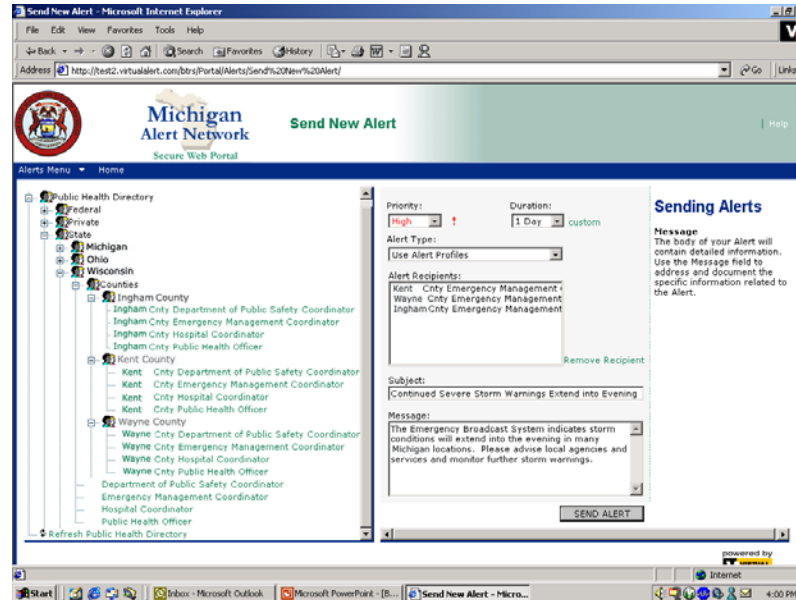 Send New Alert - Microsoft Internet Explorer
File Edit View Favorites Tools Help
Back Search Favorites History
Address http://test2.virtualalert.com/btrs/Portal/Alerts/Send%20New%20Alert/ Go Links
Michigan
Alert Network
Secure Web Portal
Send New Alert
Help
Alerts Menu Home
Public Health Directory
Federal
Private
State
Michigan
Ohio
Wisconsin
Counties
Ingham County
Ingham Cnty Department of Public Safety Coordinator
Ingham Cnty Emergency Management Coordinator
Ingham Cnty Hospital Coordinator
Ingham Cnty Public Health Officer
Kent County
Kent Cnty Department of Public Safety Coordinator
Kent Cnty Emergency Management Coordinator
Kent Cnty Hospital Coordinator
Kent Cnty Public Health Officer
Wayne County
Wayne Cnty Department of Public Safety Coordinator
Wayne Cnty Emergency Management Coordinator
Wayne Cnty Hospital Coordinator
Wayne Cnty Public Health Officer
Department of Public Safety Coordinator
Emergency Management Coordinator
Hospital Coordinator
Public Health Officer
Refresh Public Health Directory
Priority: Duration:
High ! 1 Day custom
Alert Type:
Use Alert Profiles
Alert Recipients:
Kent Cnty Emergency Management
Wayne Cnty Emergency Management
Ingham Cnty Emergency Management
Remove Recipient
Subject:
Continued Severe Storm Warnings Extend into Evening
Message:
The Emergency Broadcast System indicates storm
conditions will extend into the evening in many
Michigan locations. Please advise local agencies and
services and monitor further storm warnings.
SEND ALERT
Sending Alerts
Message
The body of your Alert will
contain detailed information.
Use the Message field to
address and document the
specific information related to
the Alert.
powered by
Internet
Start Inbox - Microsoft Outlook Microsoft PowerPoint - [B... Send New Alert - Micro... 4:00 PM